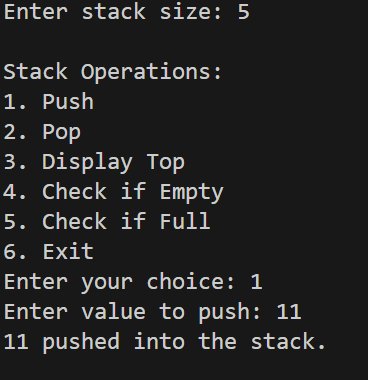 Enter stack size: 5
Stack Operations:
1. Push
2. Pop
3. Display Top
4. Check if Empty
5. Check if Full
6. Exit
Enter your choice: 1
Enter value to push: 11
11 pushed into the stack.